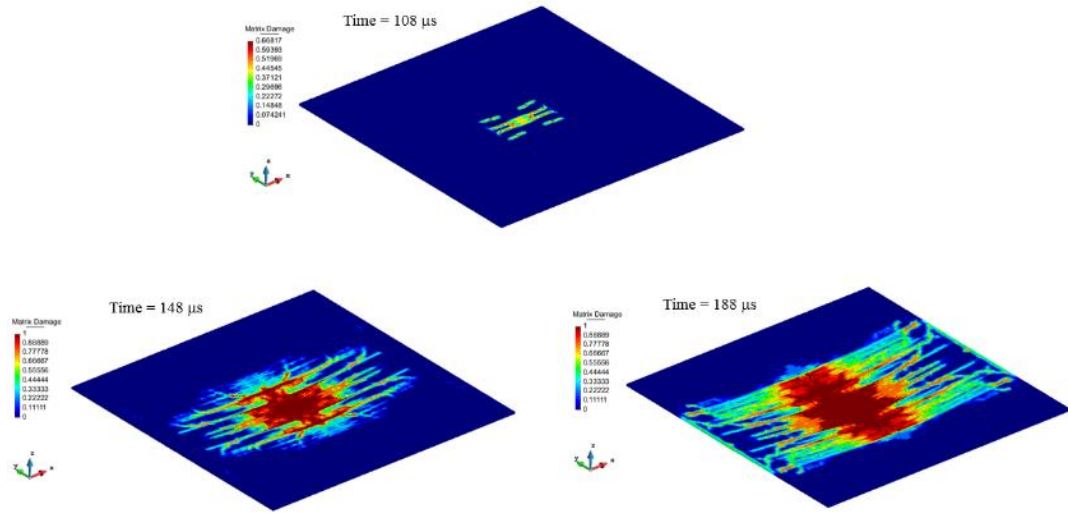 Time = 108 μs
Matrix Damage
0.66817
0.59393
0.51969
0.44545
0.37121
0.29696
0.22272
0.14848
0.074241
0
z
y
x
Time = 148 μs
Matrix Damage
1
0.88889
0.77778
0.66667
0.55556
0.44444
0.33333
0.22222
0.11111
0
z
y
x
Time = 188 μs
Matrix Damage
1
0.88889
0.77778
0.66667
0.55556
0.44444
0.33333
0.22222
0.11111
0
z
y
x